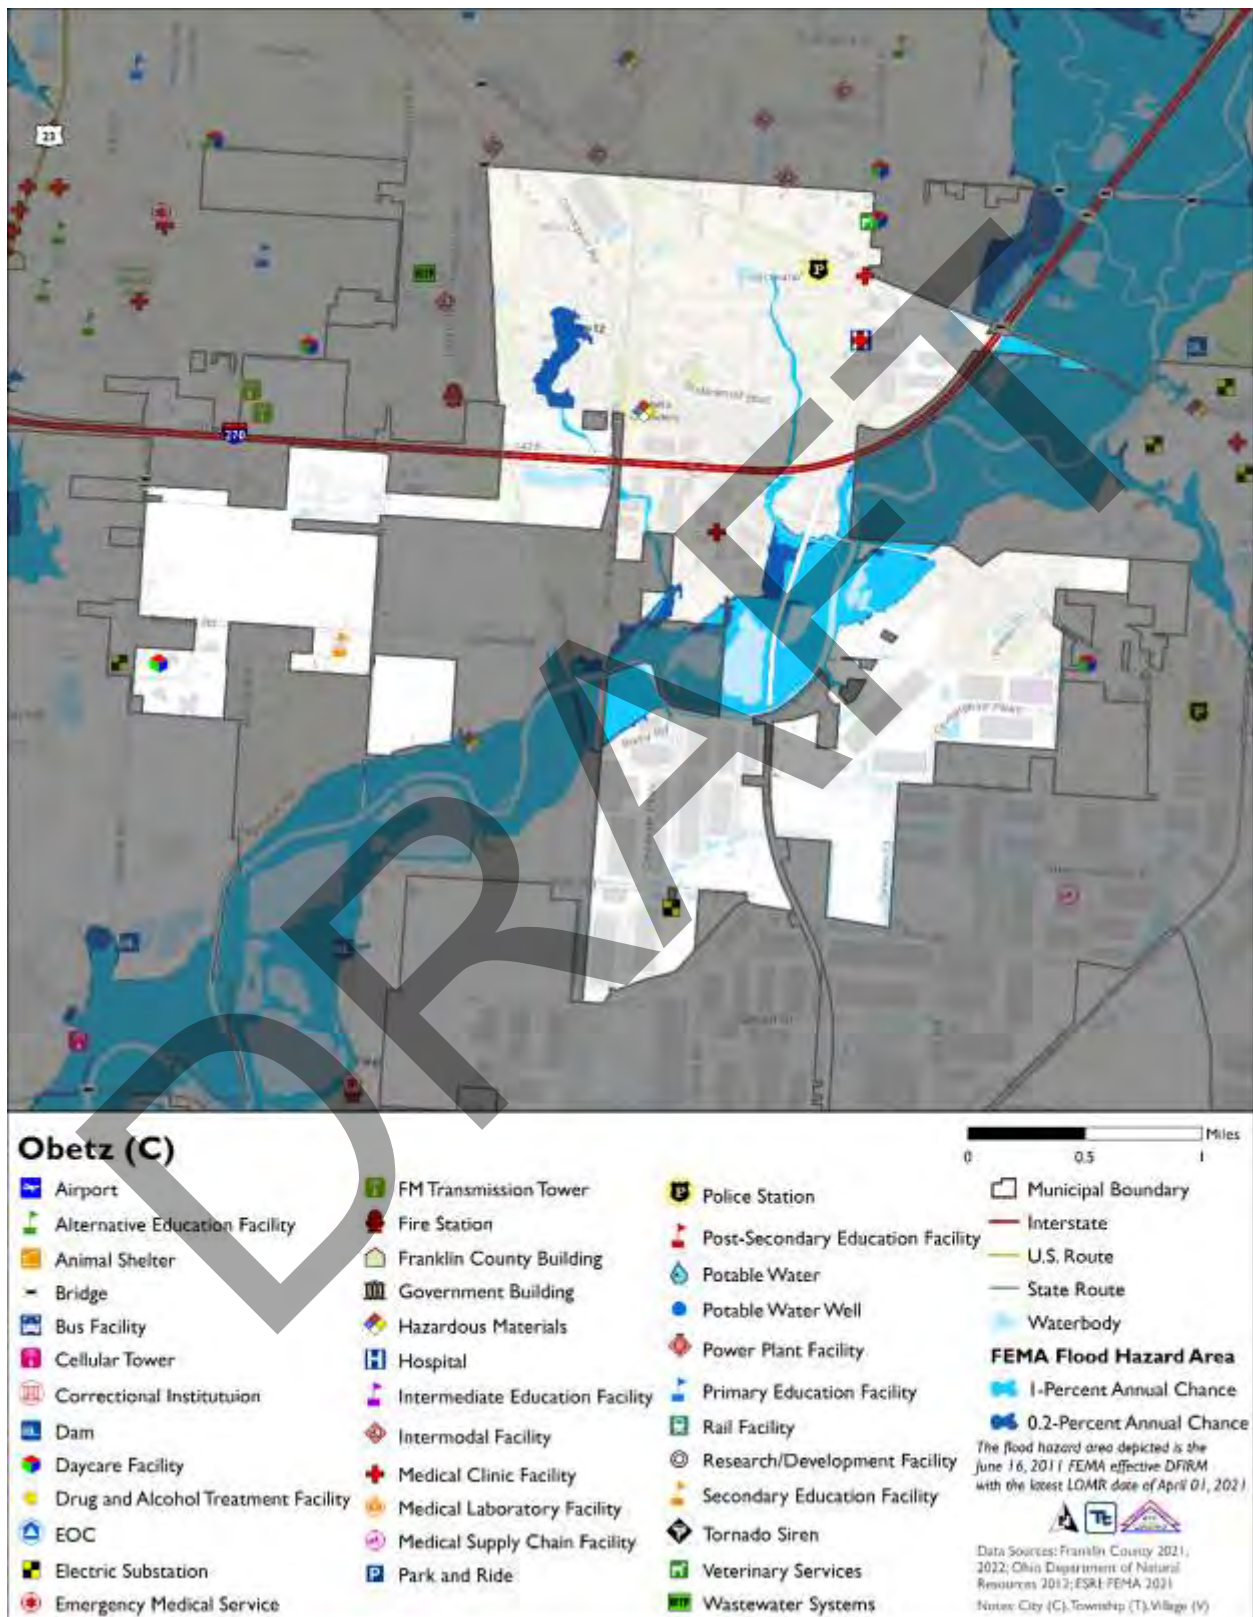 23
270
DRAFT
Obetz (C)
Miles
0 0.5 1
Airport
Alternative Education Facility
Animal Shelter
Bridge
Bus Facility
Cellular Tower
Correctional Institutuion
Dam
Daycare Facility
Drug and Alcohol Treatment Facility
EOC
Electric Substation
Emergency Medical Service
FM Transmission Tower
Fire Station
Franklin County Building
Government Building
Hazardous Materials
Hospital
Intermediate Education Facility
Intermodal Facility
Medical Clinic Facility
Medical Laboratory Facility
Medical Supply Chain Facility
Park and Ride
Police Station
Post-Secondary Education Facility
Potable Water
Potable Water Well
Power Plant Facility
Primary Education Facility
Rail Facility
Research/Development Facility
Secondary Education Facility
Tornado Siren
Veterinary Services
Wastewater Systems
Municipal Boundary
Interstate
U.S. Route
State Route
Waterbody
FEMA Flood Hazard Area
1-Percent Annual Chance
0.2-Percent Annual Chance
The flood hazard area depicted is the
June 16, 2011 FEMA effective DFIRM
with the latest LOMR date of April 01, 2021
Data Sources: Franklin County 2021,
2022; Ohio Department of Natural
Resources 2012; ESRI; FEMA 2021
Notes: City (C), Township (T), Village (V)